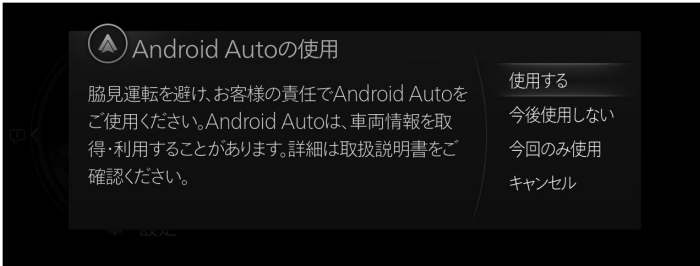 Android Autoの使用
脇見運転を避け、お客様の責任でAndroid Autoを
ご使用ください。Android Autoは、車両情報を取
得・利用することがあります。詳細は取扱説明書をご
確認ください。
使用する
今後使用しない
今回のみ使用
キャンセル
設定